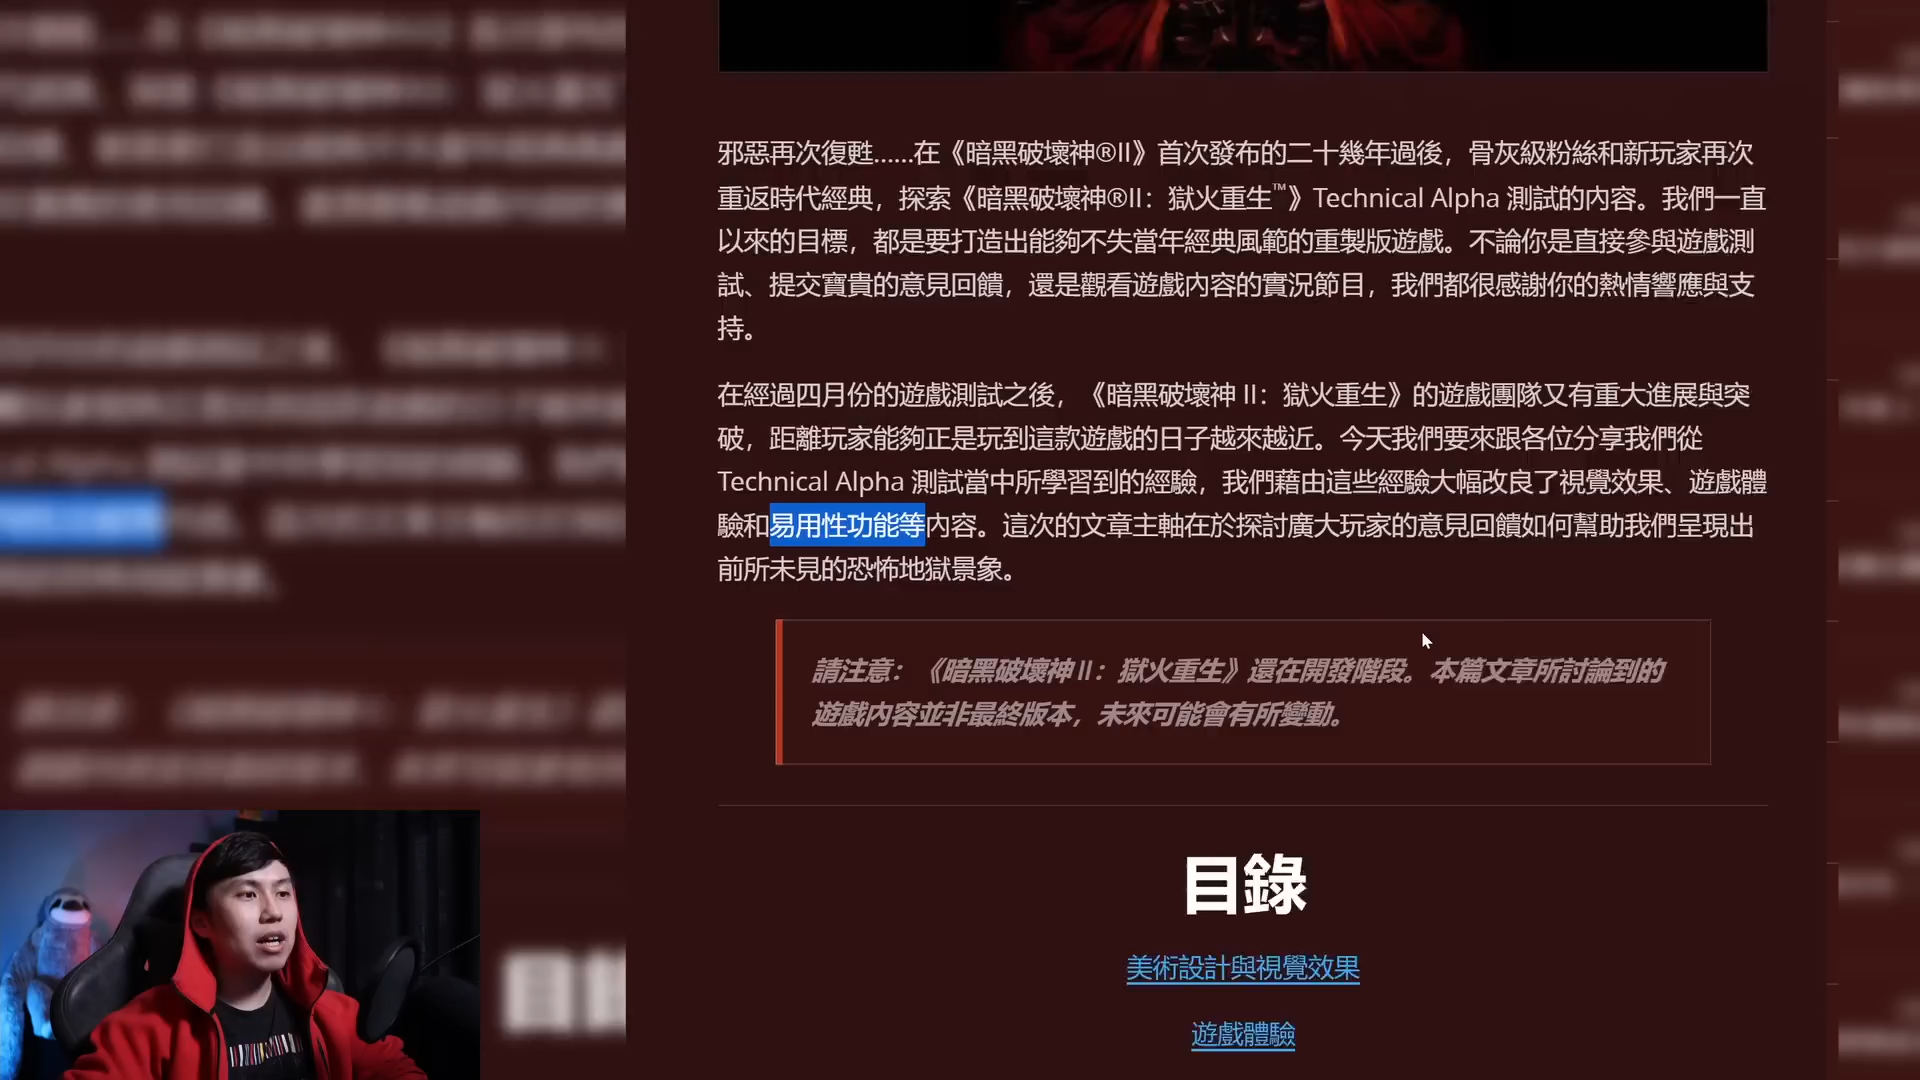 邪惡再次復甦……在《暗黑破壞神®II》首次發布的二十幾年過後，骨灰級粉絲和新玩家再次
重返時代經典，探索《暗黑破壞神®II：獄火重生™》Technical Alpha 測試的內容。我們一直
以來的目標，都是要打造出能夠不失當年經典風範的重製版遊戲。不論你是直接參與遊戲測
試、提交寶貴的意見回饋，還是觀看遊戲內容的實況節目，我們都很感謝你的熱情響應與支
持。
在經過四月份的遊戲測試之後，《暗黑破壞神 II：獄火重生》的遊戲團隊又有重大進展與突
破，距離玩家能夠正是玩到這款遊戲的日子越來越近。今天我們要來跟各位分享我們從
Technical Alpha 測試當中所學習到的經驗，我們藉由這些經驗大幅改良了視覺效果、遊戲體
驗和易用性功能等內容。這次的文章主軸在於探討廣大玩家的意見回饋如何幫助我們呈現出
前所未見的恐怖地獄景象。
請注意：《暗黑破壞神 II：獄火重生》還在開發階段。本篇文章所討論到的
遊戲內容並非最終版本，未來可能會有所變動。
目錄
美術設計與視覺效果
遊戲體驗